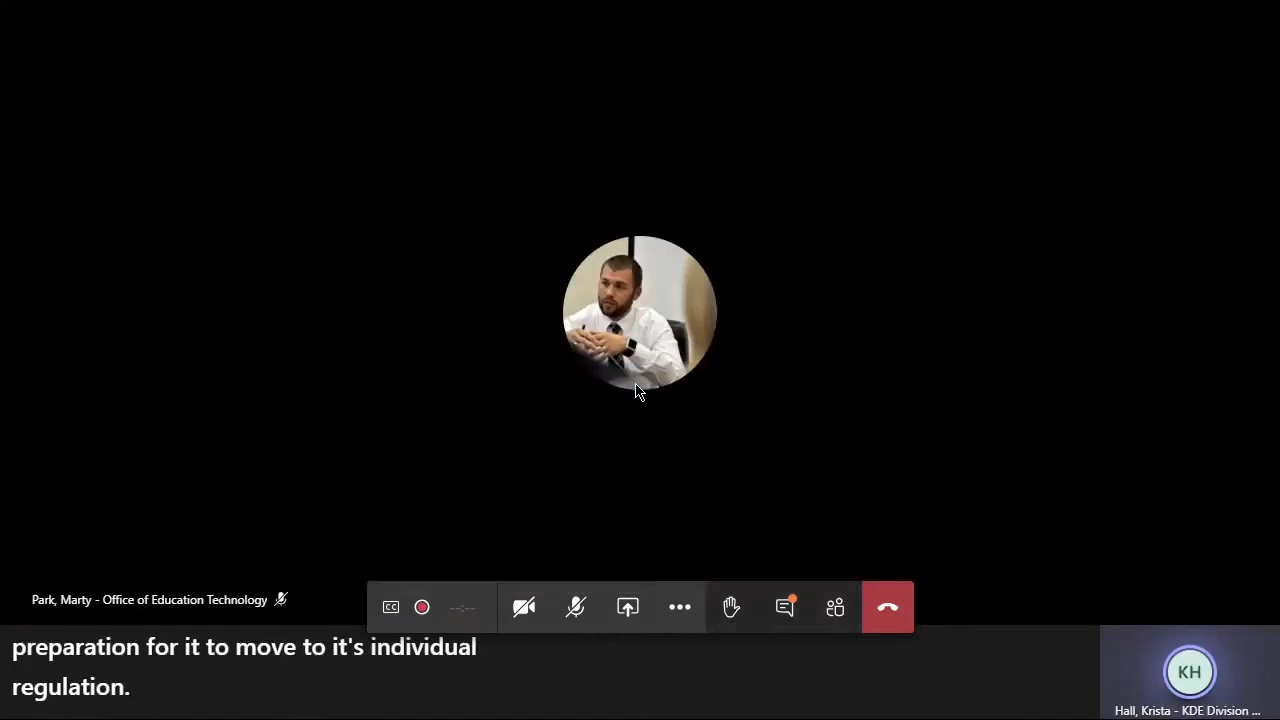 Park, Marty - Office of Education Technology
CC
--:--
preparation for it to move to it's individual
regulation.
KH
Hall, Krista - KDE Division ...